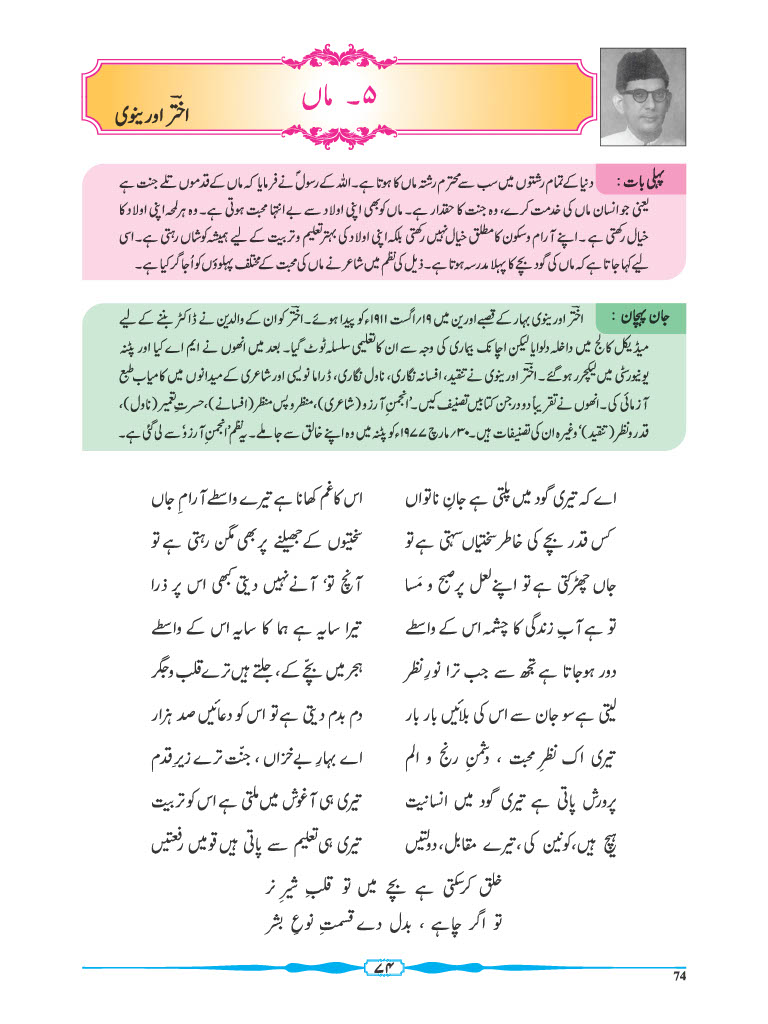 ۵۔ ماں
اختر اورینوی
پہلی بات :
دنیا کے تمام رشتوں میں سب سے محترم رشتہ ماں کا ہوتا ہے۔ اللہ کے رسولؐ نے فرمایا کہ ماں کے قدموں تلے جنت ہے
یعنی جو انسان ماں کی خدمت کرے، وہ جنت کا حقدار ہے۔ ماں کو بھی اپنی اولاد سے بے انتہا محبت ہوتی ہے۔ وہ ہر لمحہ اپنی اولاد کا
خیال رکھتی ہے ۔ اپنے آرام و سکون کا مطلق خیال نہیں رکھتی بلکہ اپنی اولاد کی بہتر تعلیم و تربیت کے لیے ہمیشہ کوشاں رہتی ہے۔ اسی
لیے کہا جاتا ہے کہ ماں کی گود بچے کا پہلا مدرسہ ہوتا ہے۔ ذیل کی نظم میں شاعر نے ماں کی محبت کے مختلف پہلوؤں کو اُجاگر کیا ہے۔
جان پہچان :
اخترؔ اورینوی بہار کے قصبے اورین میں ۱۹؍ اگست ۱۹۱۱ء کو پیدا ہوئے۔ اخترؔ کو ان کے والدین نے ڈاکٹر بننے کے لیے
میڈیکل کالج میں داخلہ دلوایا لیکن اچانک بیماری کی وجہ سے ان کا تعلیمی سلسلہ ٹوٹ گیا۔ بعد میں انھوں نے ایم اے کیا اور پٹنہ
یونیورسٹی میں لیکچرر ہو گئے۔ اخترؔ اورینوی نے تنقید، افسانہ نگاری، ناول نگاری، ڈراما نویسی اور شاعری کے میدانوں میں کامیاب طبع
آزمائی کی۔ انھوں نے تقریباً دو درجن کتابیں تصنیف کیں۔ 'انجمنِ آرزو (شاعری)، منظر و پس منظر (افسانے)، حسرتِ تعمیر (ناول)،
قدر و نظر (تنقید)' وغیرہ ان کی تصنیفات ہیں۔ ۳۰؍ مارچ ۱۹۷۷ء کو پٹنہ میں وہ اپنے خالق سے جا ملے۔ یہ نظم 'انجمنِ آرزو' سے لی گئی ہے۔
اے کہ تیری گود میں پلتی ہے جانِ ناتواں اس کا غم کھانا ہے تیرے واسطے آرامِ جاں
کس قدر بچے کی خاطر سختیاں سہتی ہے تو سختیوں کے جھیلنے پر بھی مگن رہتی ہے تو
جاں چھڑکتی ہے تو اپنے لعل پر صبح و مَسا آنچ تو، آنے نہیں دیتی کبھی اس پر ذرا
تو ہے آبِ زندگی کا چشمہ اس کے واسطے تیرا سایہ ہے ہما کا سایہ اس کے واسطے
دور ہو جاتا ہے تجھ سے جب ترا نورِ نظر ہجر میں بچّے کے، جلتے ہیں ترے قلب و جگر
لیتی ہے سو جان سے اس کی بلائیں بار بار دم بدم دیتی ہے تو اس کو دعائیں صد ہزار
تیری اک نظرِ محبت ، دشمنِ رنج و الم اے بہارِ بے خزاں ، جنّت ترے زیرِ قدم
پرورش پاتی ہے تیری گود میں انسانیت تیری ہی آغوش میں ملتی ہے اس کو تربیت
ہیچ ہیں، کونین کی ، تیرے مقابل، دولتیں تیری ہی تعلیم سے پاتی ہیں قومیں رفعتیں
خلق کرسکتی ہے بچے میں تو قلبِ شیرِ نر
تو اگر چاہے ، بدل دے قسمتِ نوعِ بشر
۷۴
74